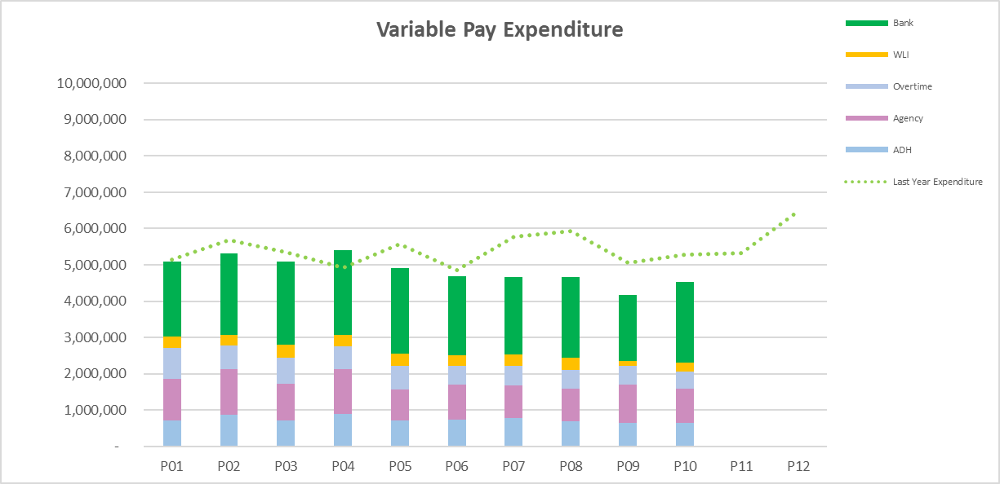 Variable Pay Expenditure
Bank
WLI
Overtime
Agency
ADH
Last Year Expenditure
10,000,000
9,000,000
8,000,000
7,000,000
6,000,000
5,000,000
4,000,000
3,000,000
2,000,000
1,000,000
-
P01 P02 P03 P04 P05 P06 P07 P08 P09 P10 P11 P12